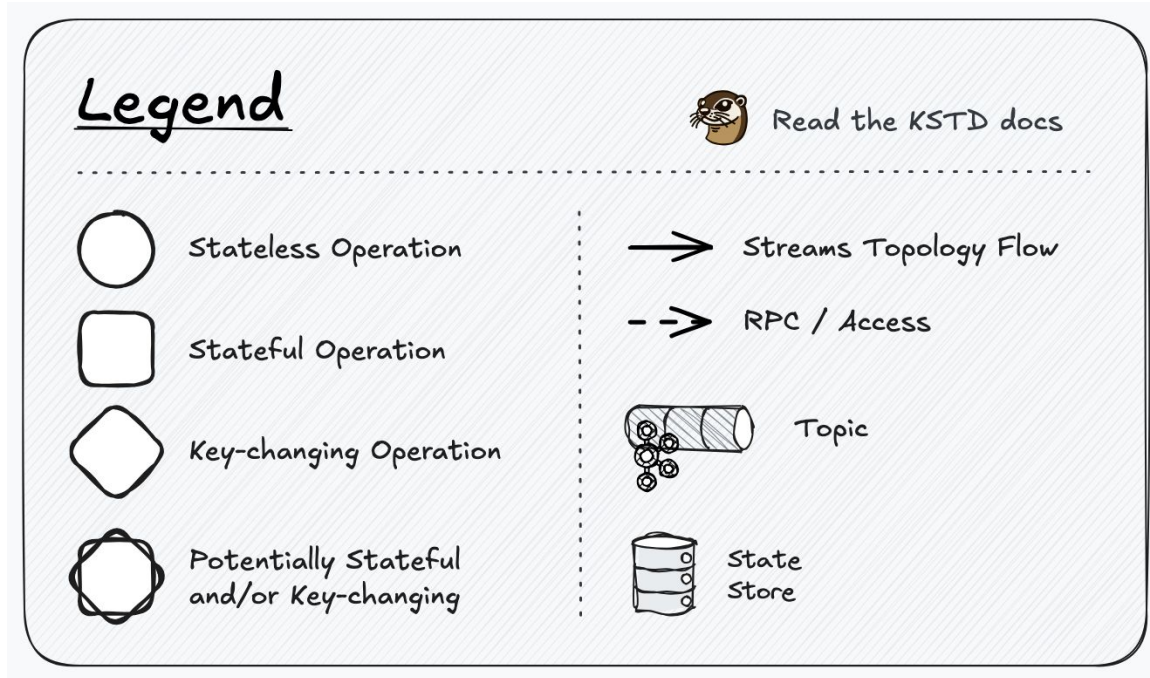 Legend
Read the KSTD docs
Stateless Operation
Stateful Operation
Key-changing Operation
Potentially Stateful
and/or Key-changing
Streams Topology Flow
RPC / Access
Topic
State
Store